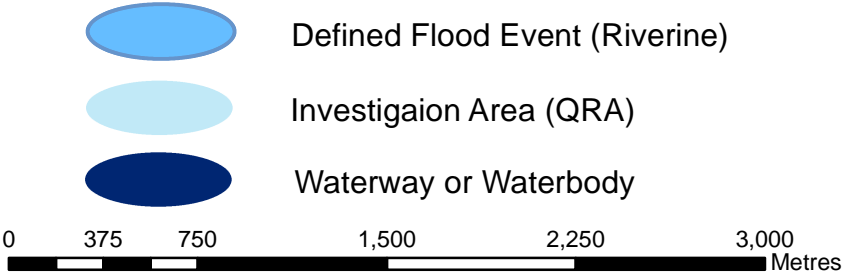 Defined Flood Event (Riverine)
Investigaion Area (QRA)
Waterway or Waterbody
0 375 750 1,500 2,250 3,000
Metres